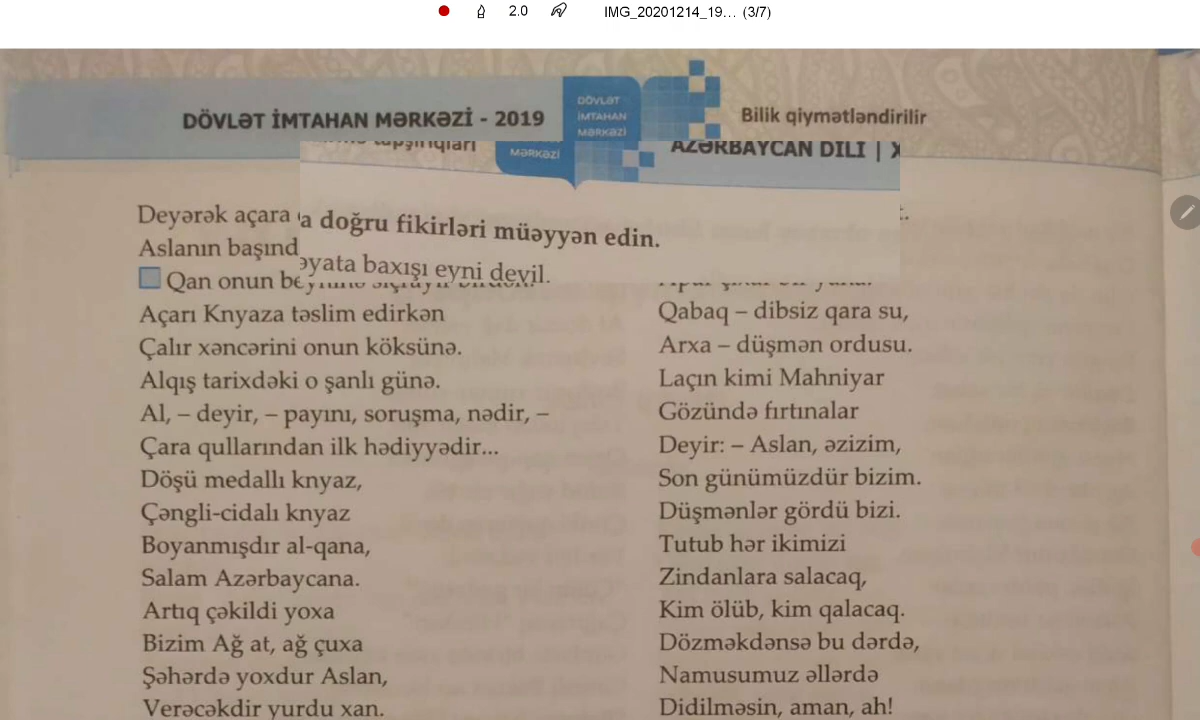 2.0
IMG_20201214_19... (3/7)
DÖVLƏT İMTAHAN MƏRKƏZİ - 2019
DÖVLƏT
İMTAHAN
MƏRKƏZİ
Bilik qiymətləndirilir
tapşırıqları
MƏRKƏZİ
AZƏRBAYCAN DİLİ | X
a doğru fikirləri müəyyən edin.
əyata baxışı eyni deyil.
Deyərək açara
Aslanın başınd
Qan onun
Açarı Knyaza təslim edirkən
Çalır xəncərini onun köksünə.
Alqış tarixdəki o şanlı günə.
Al, – deyir, – payını, soruşma, nədir, –
Çara qullarından ilk hədiyyədir...
Döşü medallı knyaz,
Çəngli-cidalı knyaz
Boyanmışdır al-qana,
Salam Azərbaycana.
Artıq çəkildi yoxa
Bizim Ağ at, ağ çuxa
Şəhərdə yoxdur Aslan,
Verəcəkdir yurdu xan.
Qabaq – dibsiz qara su,
Arxa – düşmən ordusu.
Laçın kimi Mahniyar
Gözündə fırtınalar
Deyir: – Aslan, əzizim,
Son günümüzdür bizim.
Düşmənlər gördü bizi.
Tutub hər ikimizi
Zindanlara salacaq,
Kim ölüb, kim qalacaq.
Dözməkdənsə bu dərdə,
Namusumuz əllərdə
Didilməsin, aman, ah!